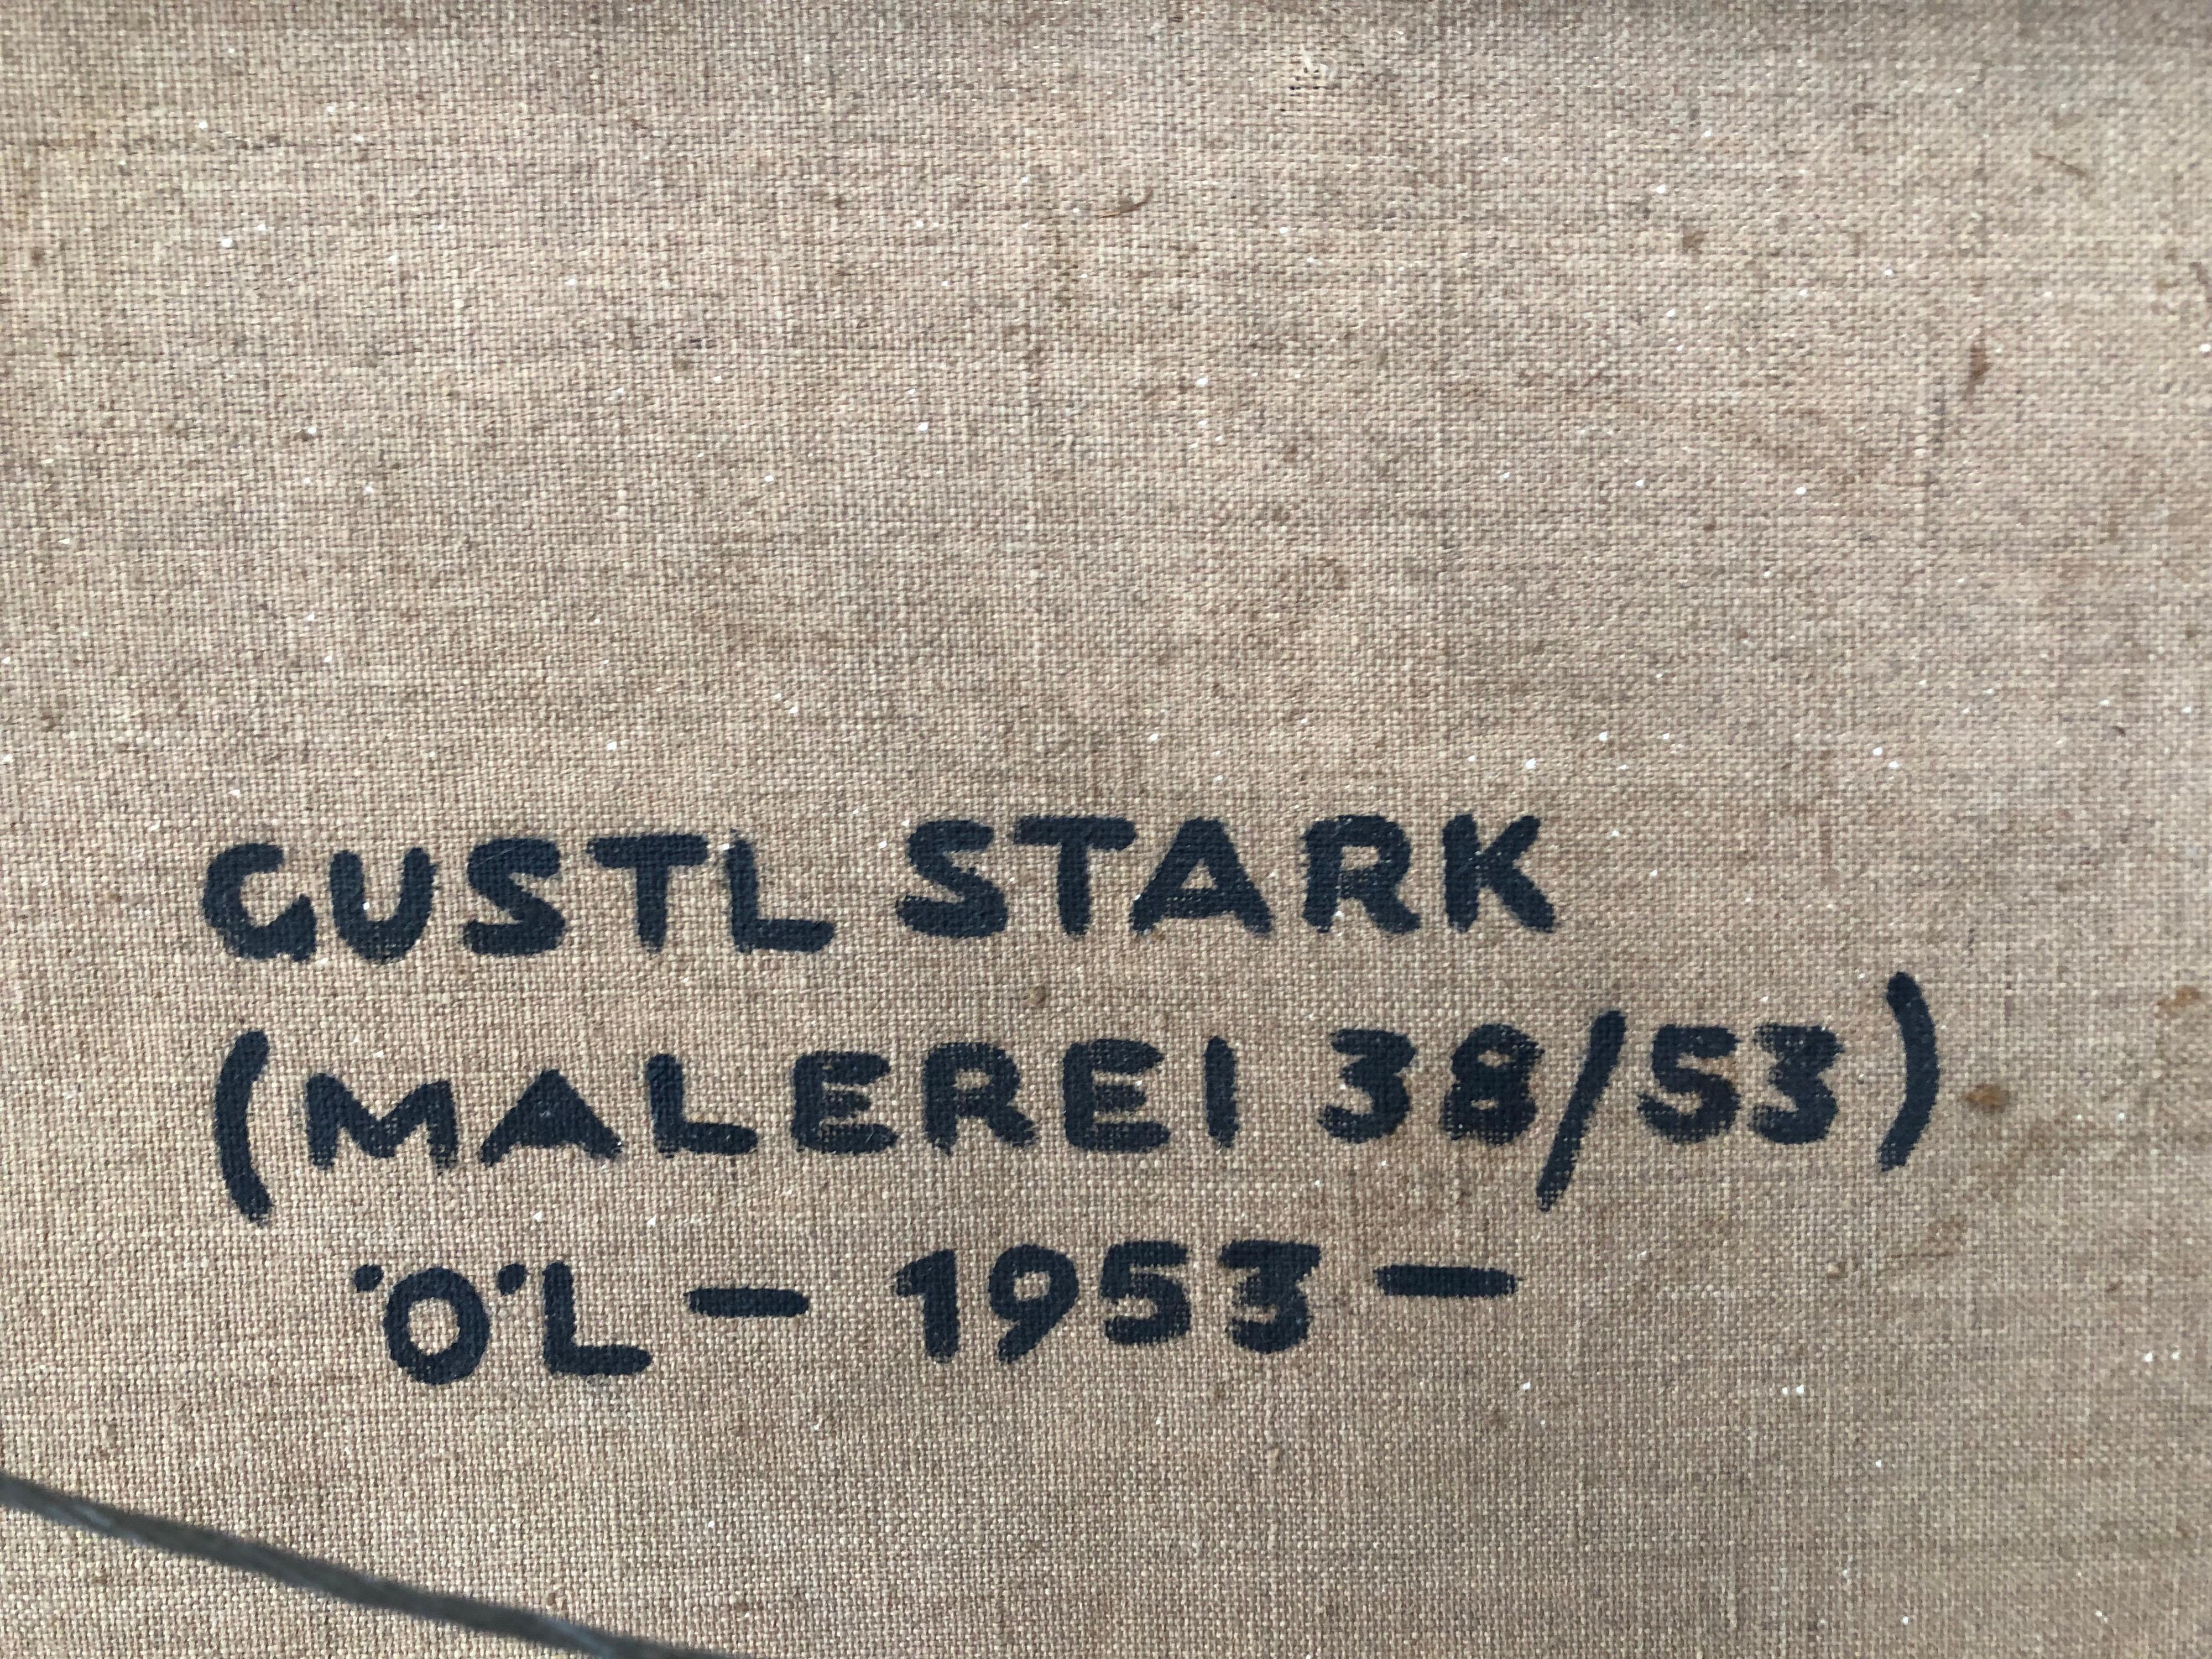 GUSTL STARK
(MALEREI 38/53)
ÖL – 1953 –